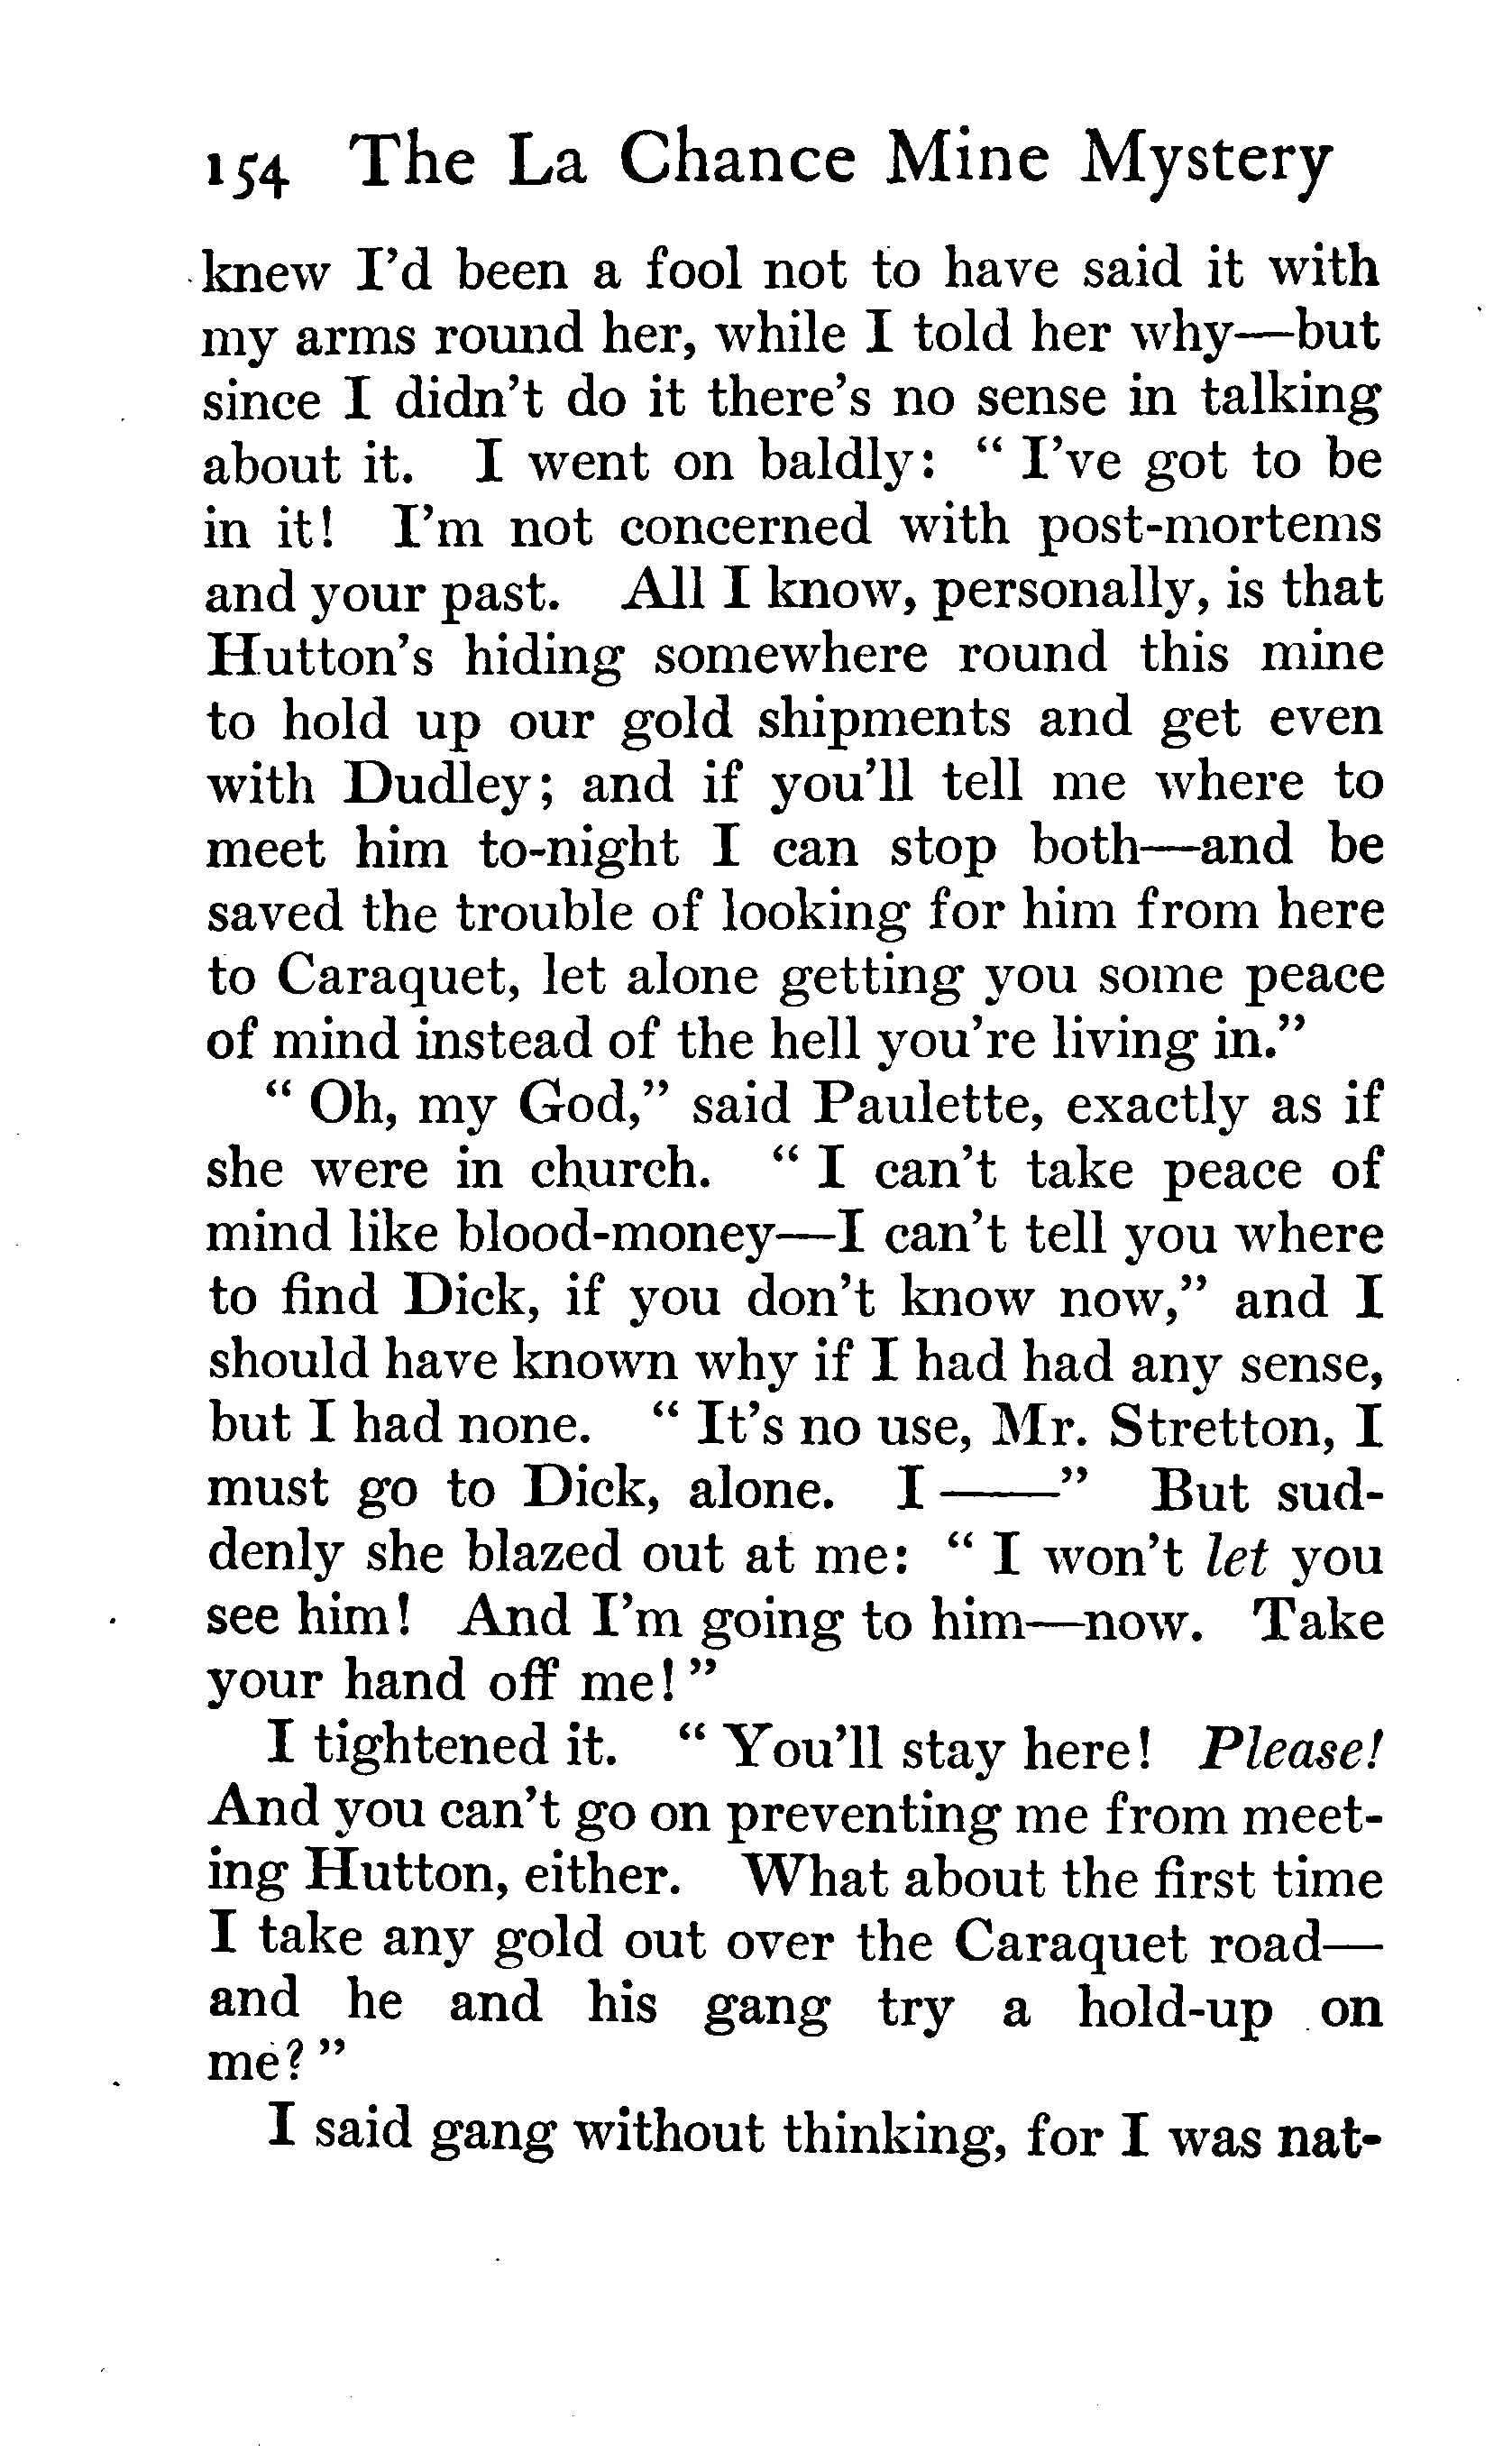 154 The La Chance Mine Mystery
knew I'd been a fool not to have said it with
my arms round her, while I told her why—but
since I didn't do it there's no sense in talking
about it. I went on baldly: " I've got to be
in it! I'm not concerned with post-mortems
and your past. All I know, personally, is that
Hutton's hiding somewhere round this mine
to hold up our gold shipments and get even
with Dudley; and if you'll tell me where to
meet him to-night I can stop both—and be
saved the trouble of looking for him from here
to Caraquet, let alone getting you some peace
of mind instead of the hell you're living in."
" Oh, my God," said Paulette, exactly as if
she were in church. " I can't take peace of
mind like blood-money—I can't tell you where
to find Dick, if you don't know now," and I
should have known why if I had had any sense,
but I had none. " It's no use, Mr. Stretton, I
must go to Dick, alone. I ——" But sud-
denly she blazed out at me: " I won't let you
see him! And I'm going to him—now. Take
your hand off me! "
I tightened it. " You'll stay here! Please!
And you can't go on preventing me from meet-
ing Hutton, either. What about the first time
I take any gold out over the Caraquet road—
and he and his gang try a hold-up on
me? "
I said gang without thinking, for I was nat-